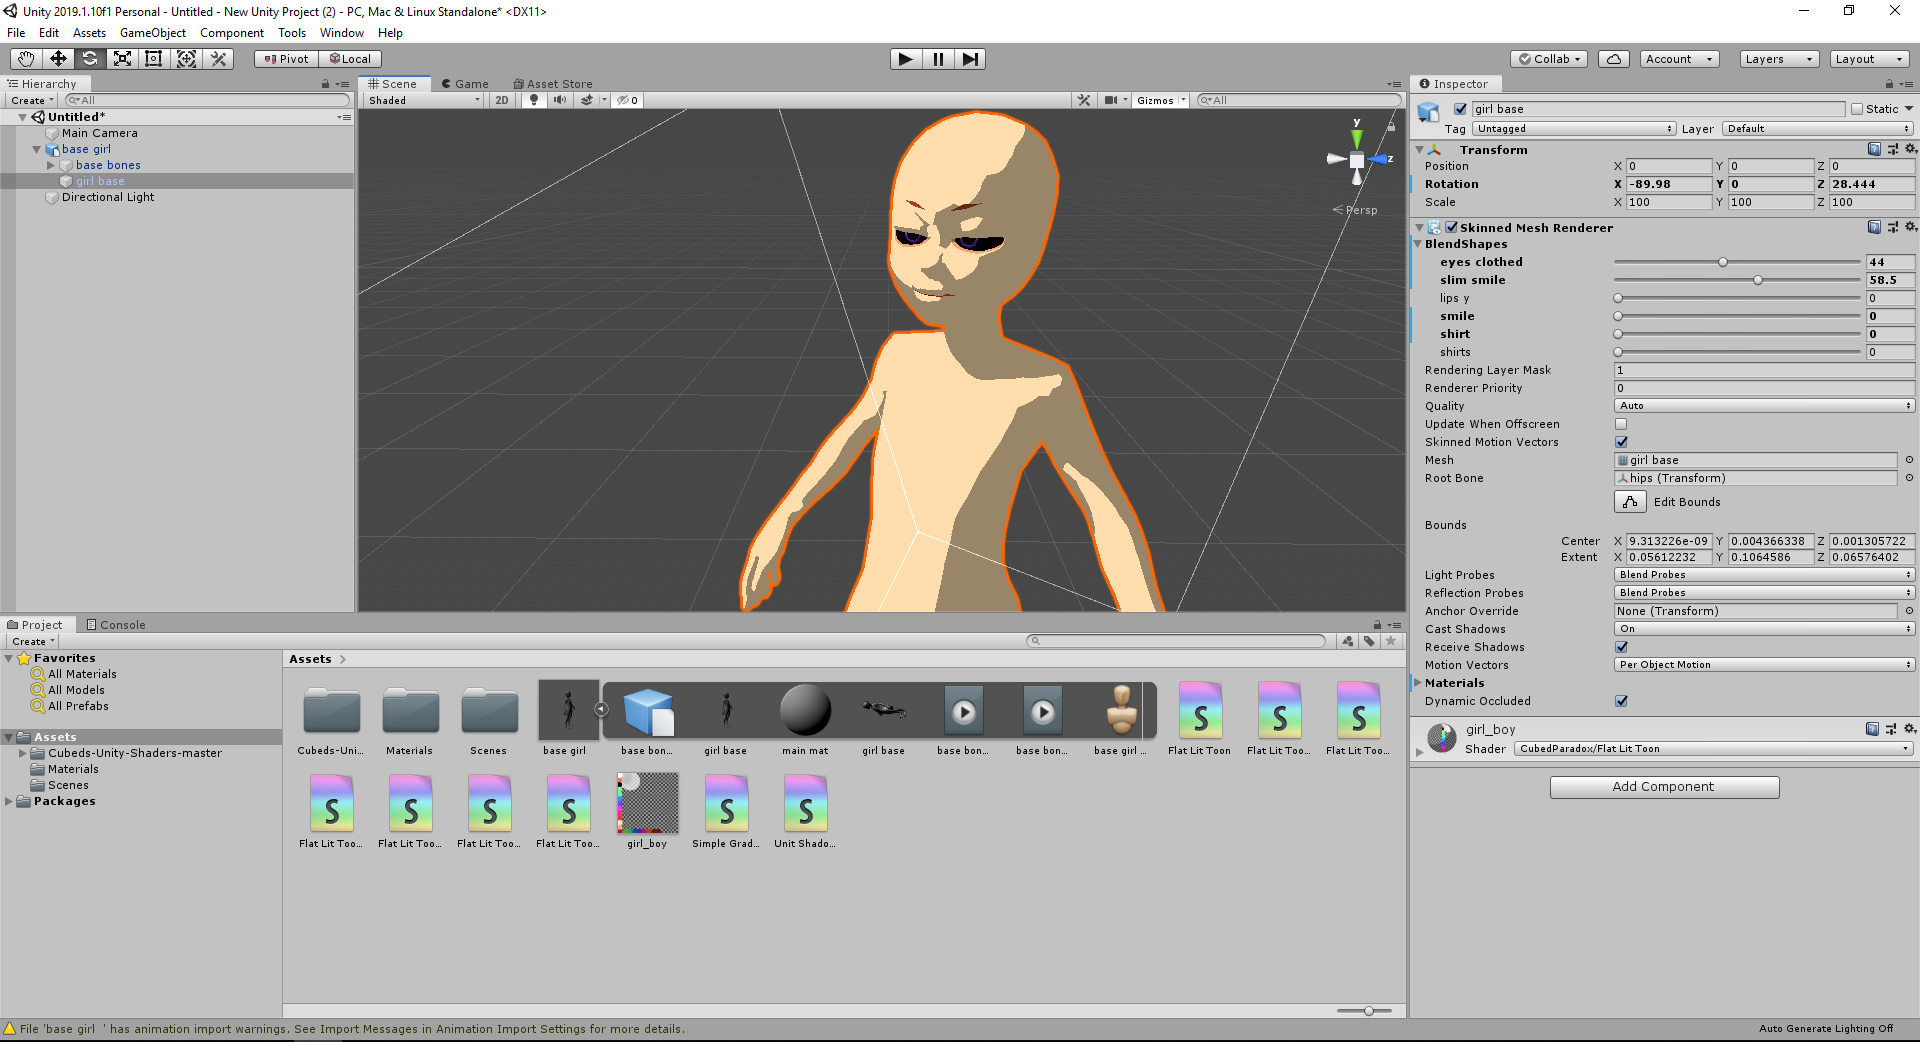 Unity 2019.1.10f1 Personal - Untitled - New Unity Project (2) - PC, Mac & Linux Standalone* <DX11>
File Edit Assets GameObject Component Tools Window Help
Pivot Local Collab Account Layers Layout
Hierarchy
Create All
Untitled*
Main Camera
base girl
base bones
girl base
Directional Light
Scene Game Asset Store
Shaded 2D 0 Gizmos All
y
z
Persp
Inspector
girl base Static
Tag Untagged Layer Default
Transform
Position X 0 Y 0 Z 0
Rotation X -89.98 Y 0 Z 28.444
Scale X 100 Y 100 Z 100
Skinned Mesh Renderer
BlendShapes
eyes clothed 44
slim smile 58.5
lips y 0
smile 0
shirt 0
shirts 0
Rendering Layer Mask 1
Renderer Priority 0
Quality Auto
Update When Offscreen
Skinned Motion Vectors
Mesh girl base
Root Bone hips (Transform)
Edit Bounds
Bounds
Center X 9.313226e-09 Y 0.004366338 Z 0.001305722
Extent X 0.05612232 Y 0.1064586 Z 0.06576402
Light Probes Blend Probes
Reflection Probes Blend Probes
Anchor Override None (Transform)
Cast Shadows On
Receive Shadows
Motion Vectors Per Object Motion
Materials
Dynamic Occluded
girl_boy
Shader CubedParadox/Flat Lit Toon
Add Component
Project Console
Create
Favorites
All Materials
All Models
All Prefabs
Assets
Cubeds-Unity-Shaders-master
Materials
Scenes
Packages
Assets
Cubeds-Uni... Materials Scenes base girl base bon... girl base main mat girl base base bon... base bon... base girl ... Flat Lit Toon Flat Lit Too... Flat Lit Too...
Flat Lit Too... Flat Lit Too... Flat Lit Too... Flat Lit Too... girl_boy Simple Grad... Unit Shado...
File 'base girl ' has animation import warnings. See Import Messages in Animation Import Settings for more details.
Auto Generate Lighting Off